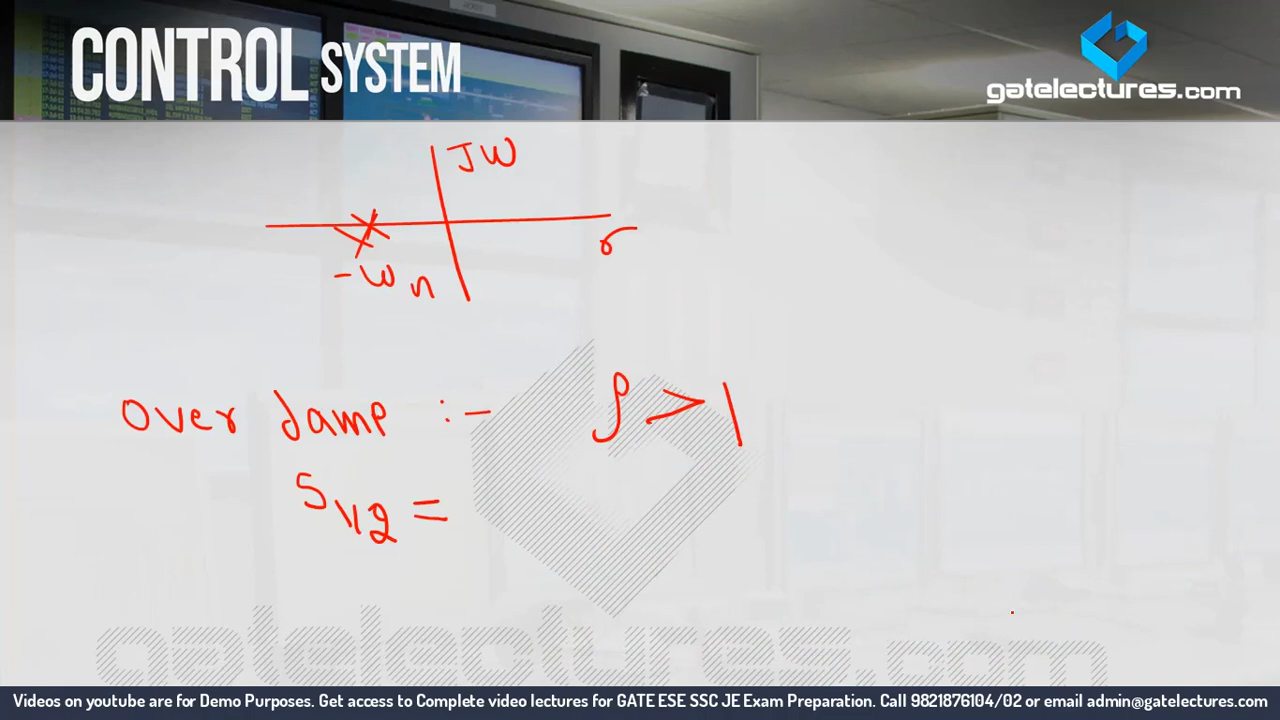 CONTROL SYSTEM
gatelectures.com
JW
σ
-Wn
over damp :- ρ > 1
S1,2 =
gatelectures.com
Videos on youtube are for Demo Purposes. Get access to Complete video lectures for GATE ESE SSC JE Exam Preparation. Call 9821876104/02 or email admin@gatelectures.com